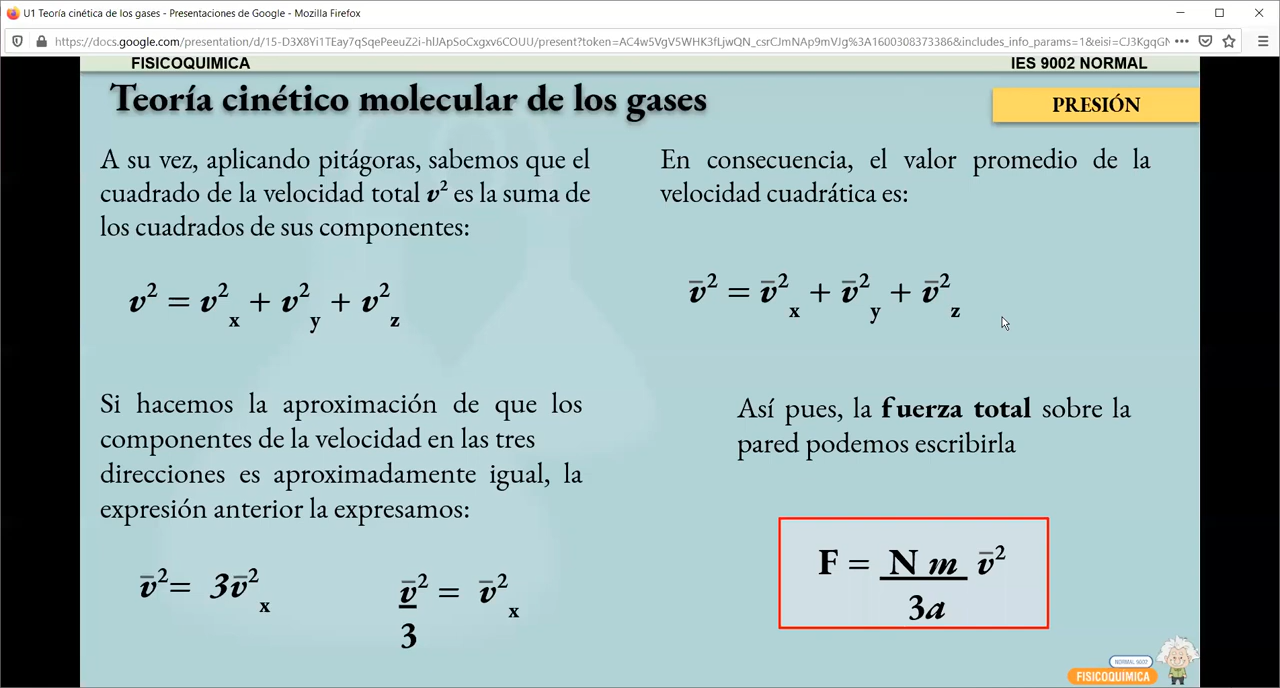 U1 Teoría cinética de los gases - Presentaciones de Google - Mozilla Firefox
https://docs.google.com/presentation/d/15-D3X8Yi1TEay7qSqePeeuZ2i-hlJApSoCxgxv6COUU/present?token=AC4w5VgV5WHK3fLjwQN_csrCJmNAp9mVJg%3A1600308373386&includes_info_params=1&eisi=CJ3KgqGN
FISICOQUIMICA
IES 9002 NORMAL
Teoría cinético molecular de los gases
PRESIÓN
A su vez, aplicando pitágoras, sabemos que el
cuadrado de la velocidad total v² es la suma de
los cuadrados de sus componentes:
v² = v²x + v²y + v²z
En consecuencia, el valor promedio de la
velocidad cuadrática es:
v̅² = v̅²x + v̅²y + v̅²z
Si hacemos la aproximación de que los
componentes de la velocidad en las tres
direcciones es aproximadamente igual, la
expresión anterior la expresamos:
v̅² = 3v̅²x
v̅² = v̅²x
3
Así pues, la fuerza total sobre la
pared podemos escribirla
F = N m v̅²
3a
NORMAL 9002
FISICOQUÍMICA